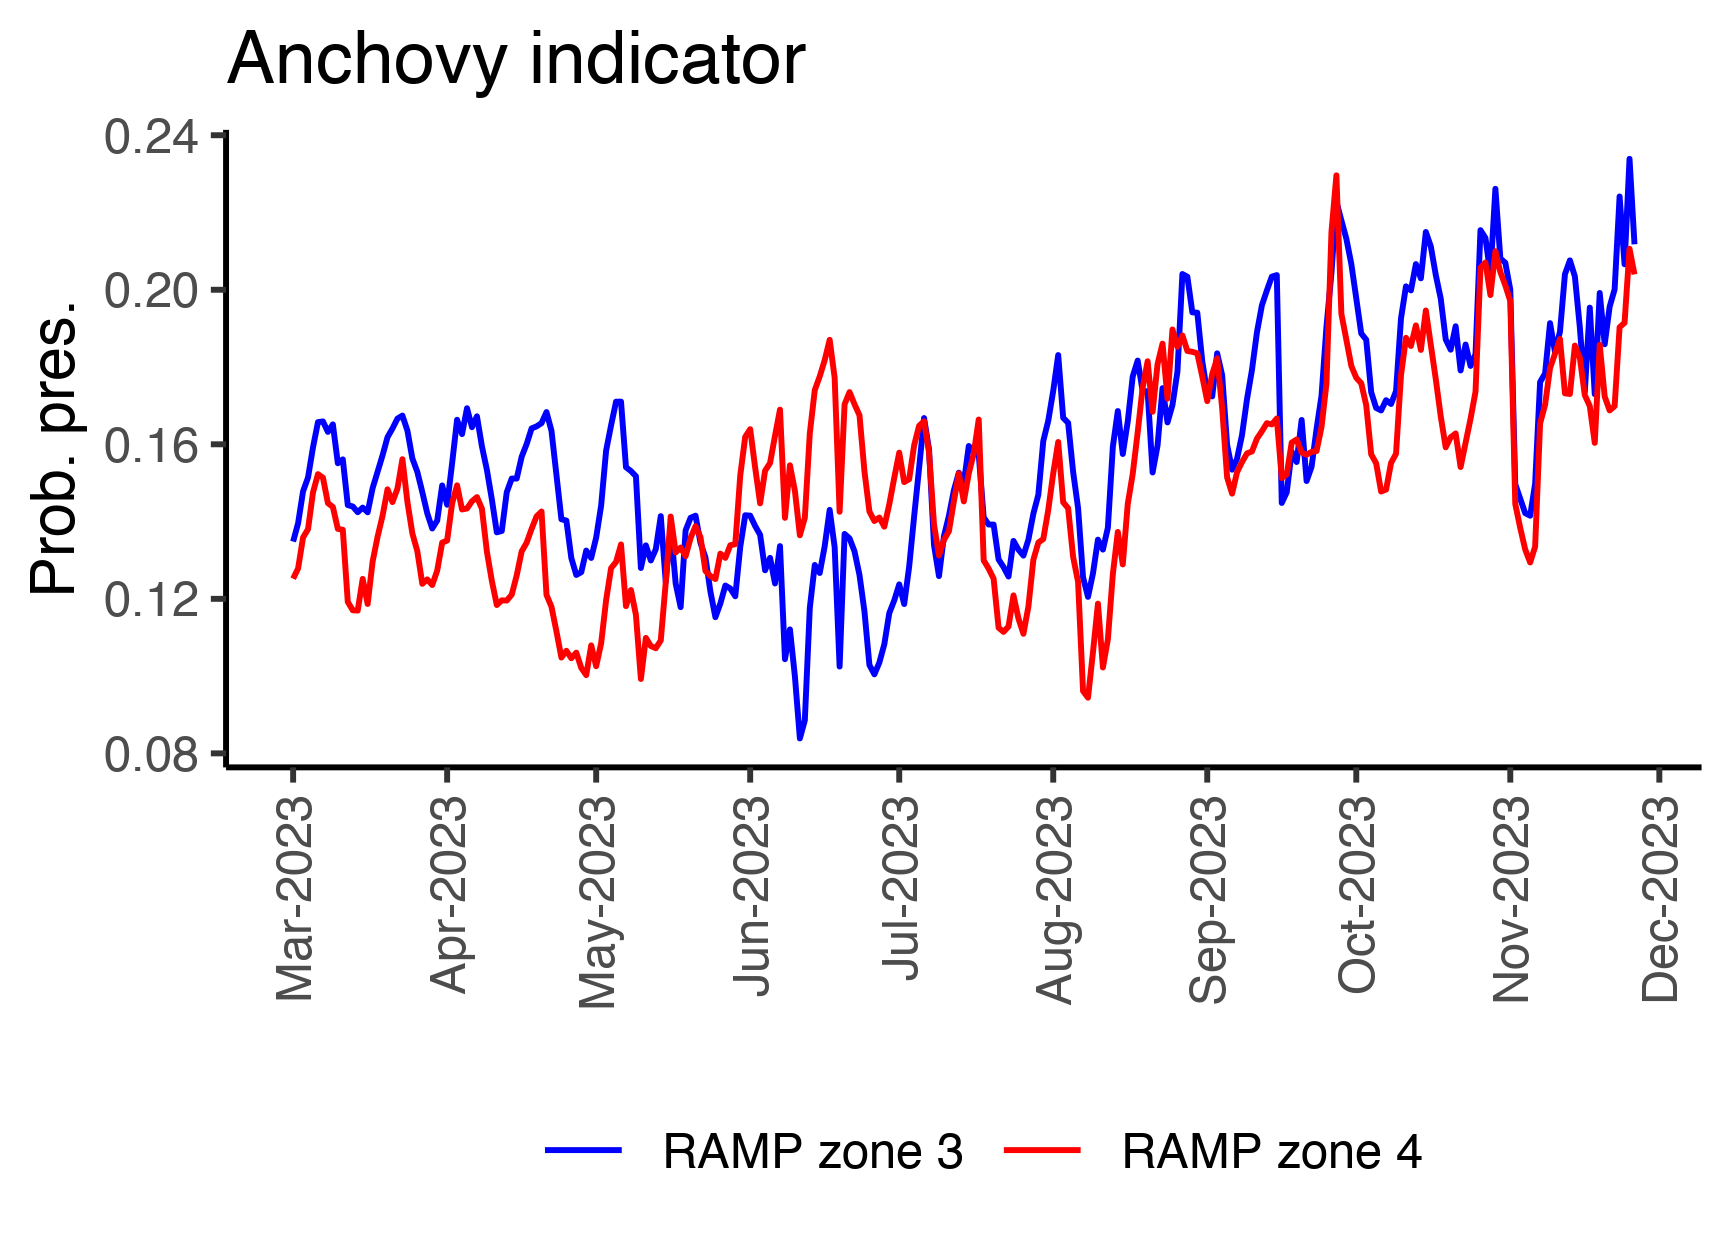 Anchovy indicator
Prob. pres.
0.24
0.20
0.16
0.12
0.08
Mar-2023
Apr-2023
May-2023
Jun-2023
Jul-2023
Aug-2023
Sep-2023
Oct-2023
Nov-2023
Dec-2023
RAMP zone 3
RAMP zone 4